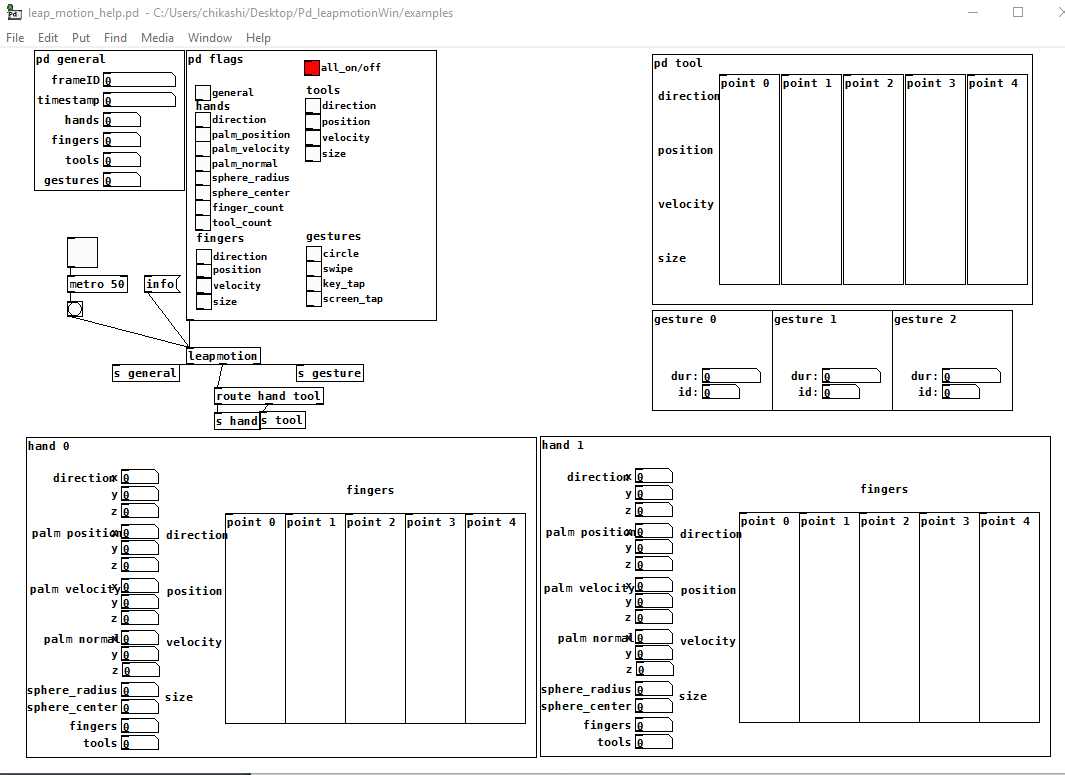 leap_motion_help.pd - C:/Users/chikashi/Desktop/Pd_leapmotionWin/examples
File Edit Put Find Media Window Help
pd general
frameID 0
timestamp 0
hands 0
fingers 0
tools 0
gestures 0
pd flags
all_on/off
general
hands
direction
palm_position
palm_velocity
palm_normal
sphere_radius
sphere_center
finger_count
tool_count
fingers
direction
position
velocity
size
tools
direction
position
velocity
size
gestures
circle
swipe
key_tap
screen_tap
metro 50
info
leapmotion
s general
s gesture
route hand tool
s hand
s tool
pd tool
point 0 point 1 point 2 point 3 point 4
direction
position
velocity
size
gesture 0
dur: 0
id: 0
gesture 1
dur: 0
id: 0
gesture 2
dur: 0
id: 0
hand 0
direction x 0
y 0
z 0
palm position x 0
y 0
z 0
palm velocity x 0
y 0
z 0
palm normal x 0
y 0
z 0
sphere_radius 0
sphere_center 0
fingers 0
tools 0
fingers
point 0 point 1 point 2 point 3 point 4
direction
position
velocity
size
hand 1
direction x 0
y 0
z 0
palm position x 0
y 0
z 0
palm velocity x 0
y 0
z 0
palm normal x 0
y 0
z 0
sphere_radius 0
sphere_center 0
fingers 0
tools 0
fingers
point 0 point 1 point 2 point 3 point 4
direction
position
velocity
size